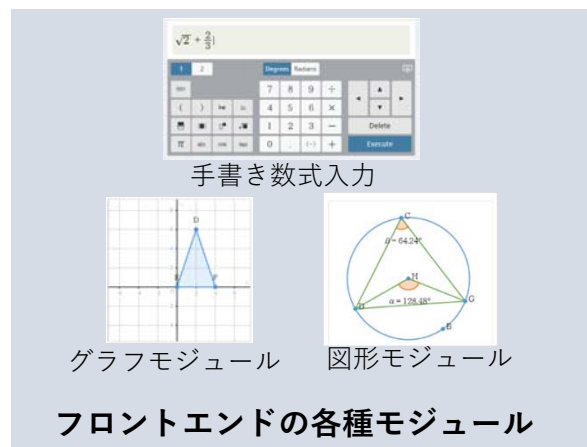 √2 + 2/3
1 2 Degrees Radians
7 8 9 ÷
( ) 4 5 6 ×
1 2 3 − Delete
π 0 . (-) + Execute
手書き数式入力
D
F
C
β = 64.24°
M
α = 128.48°
G
B
グラフモジュール 図形モジュール
フロントエンドの各種モジュール